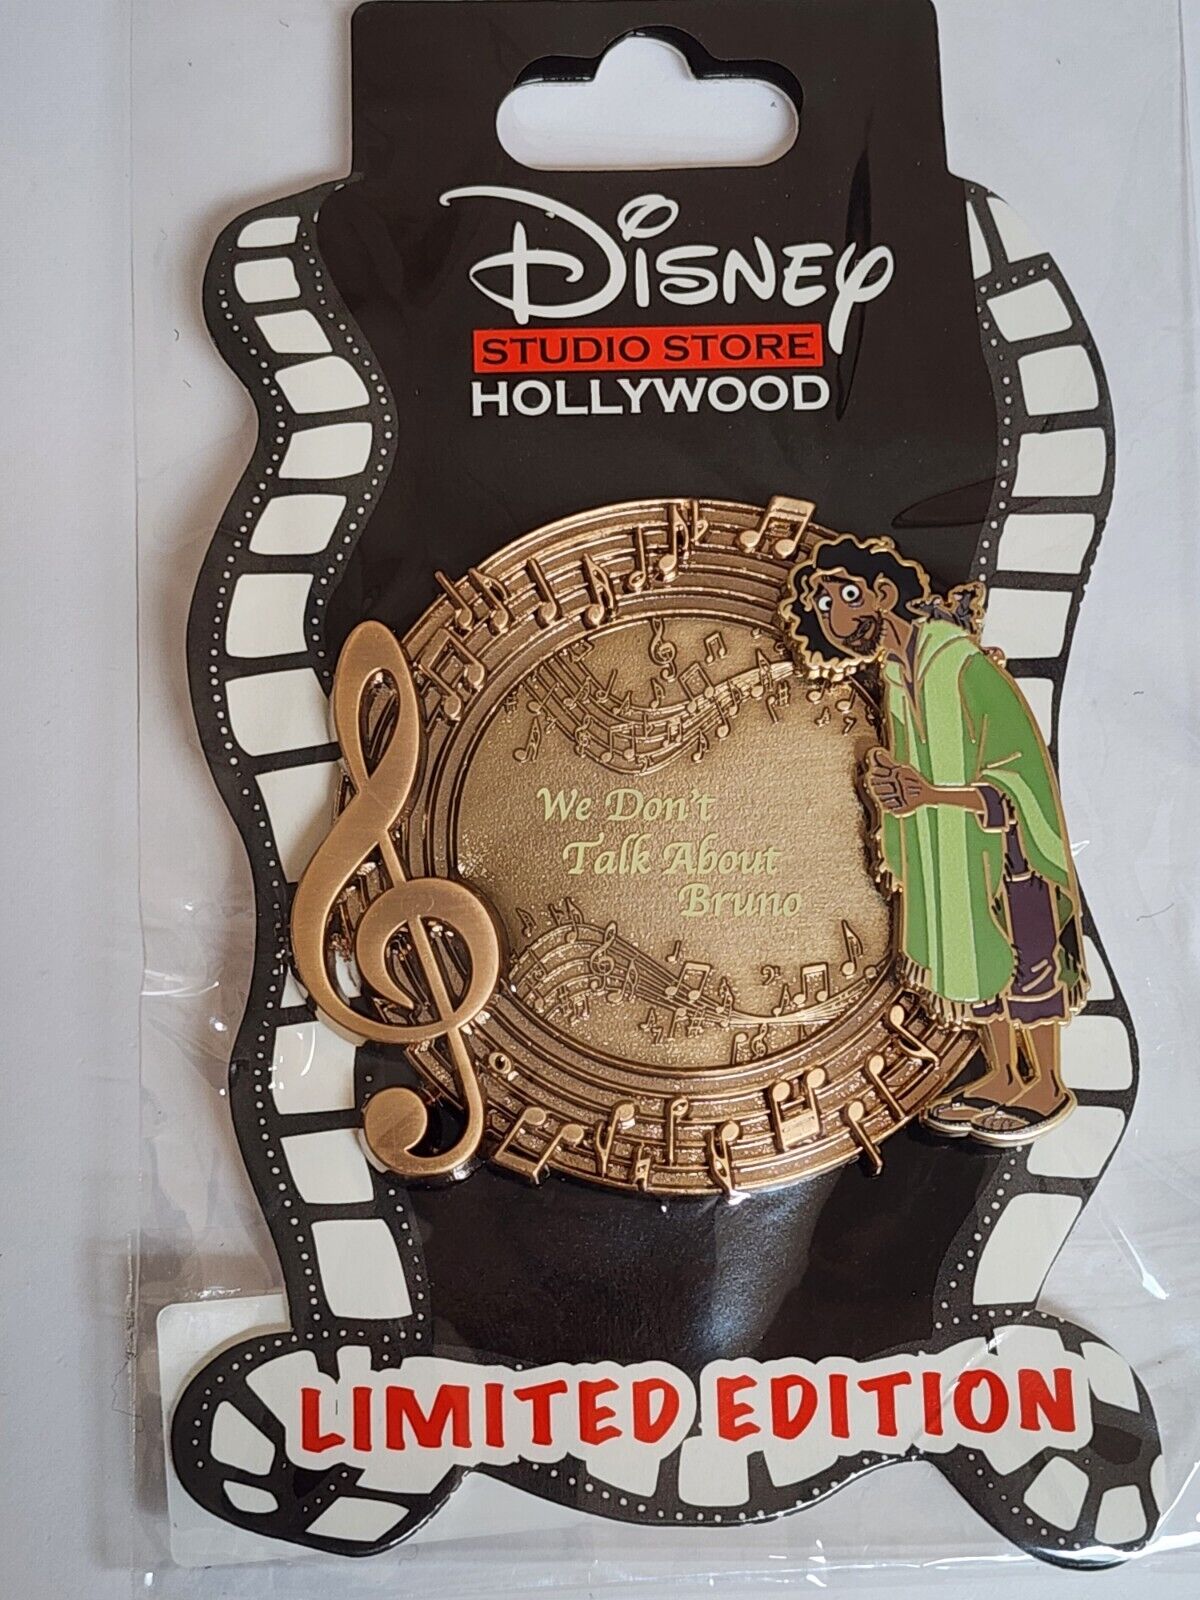 Disney
STUDIO STORE
HOLLYWOOD
We Don't
Talk About
Bruno
LIMITED EDITION